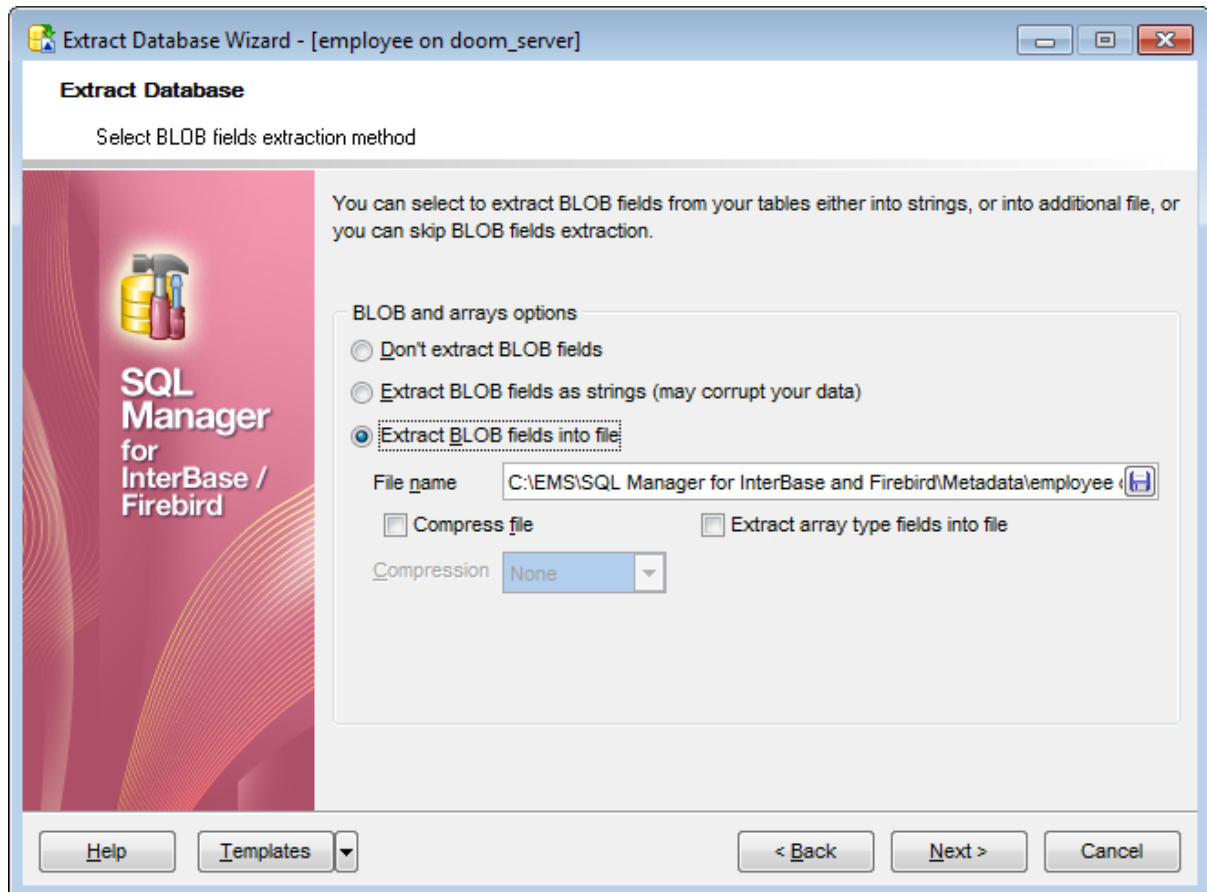 Extract Database Wizard - [employee on doom_server]
Extract Database
Select BLOB fields extraction method
You can select to extract BLOB fields from your tables either into strings, or into additional file, or
you can skip BLOB fields extraction.
SQL
Manager
for
InterBase /
Firebird
BLOB and arrays options
Don't extract BLOB fields
Extract BLOB fields as strings (may corrupt your data)
Extract BLOB fields into file
File name C:\EMS\SQL Manager for InterBase and Firebird\Metadata\employee
Compress file Extract array type fields into file
Compression None
Help Templates < Back Next > Cancel